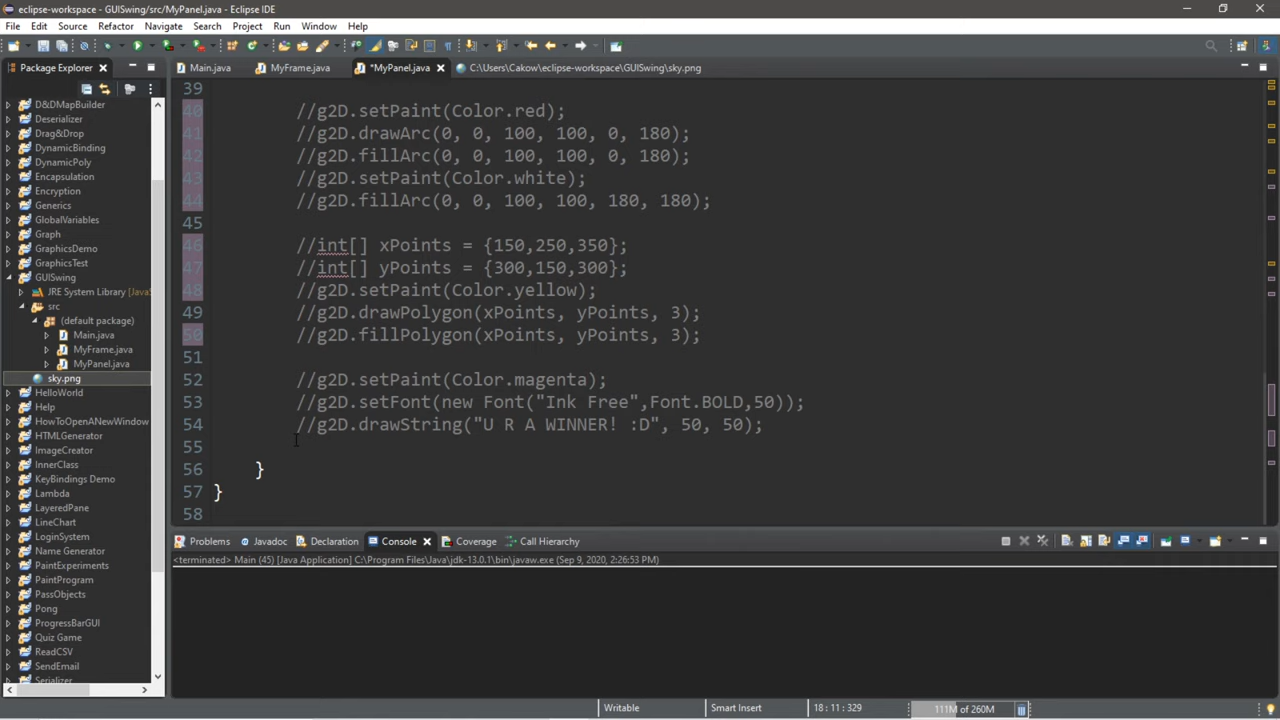 eclipse-workspace - GUISwing/src/MyPanel.java - Eclipse IDE
File Edit Source Refactor Navigate Search Project Run Window Help
Package Explorer
Main.java MyFrame.java *MyPanel.java C:\Users\Cakow\eclipse-workspace\GUISwing\sky.png
D&DMapBuilder
Deserializer
Drag&Drop
DynamicBinding
DynamicPoly
Encapsulation
Encryption
Generics
GlobalVariables
Graph
GraphicsDemo
GraphicsTest
GUISwing
JRE System Library [JavaS
src
(default package)
Main.java
MyFrame.java
MyPanel.java
sky.png
HelloWorld
Help
HowToOpenANewWindow
HTMLGenerator
ImageCreator
InnerClass
KeyBindings Demo
Lambda
LayeredPane
LineChart
LoginSystem
Name Generator
PaintExperiments
PaintProgram
PassObjects
Pong
ProgressBarGUI
Quiz Game
ReadCSV
SendEmail
Serializer
39
40 //g2D.setPaint(Color.red);
41 //g2D.drawArc(0, 0, 100, 100, 0, 180);
42 //g2D.fillArc(0, 0, 100, 100, 0, 180);
43 //g2D.setPaint(Color.white);
44 //g2D.fillArc(0, 0, 100, 100, 180, 180);
45
46 //int[] xPoints = {150,250,350};
47 //int[] yPoints = {300,150,300};
48 //g2D.setPaint(Color.yellow);
49 //g2D.drawPolygon(xPoints, yPoints, 3);
50 //g2D.fillPolygon(xPoints, yPoints, 3);
51
52 //g2D.setPaint(Color.magenta);
53 //g2D.setFont(new Font("Ink Free",Font.BOLD,50));
54 //g2D.drawString("U R A WINNER! :D", 50, 50);
55
56 }
57 }
58
Problems Javadoc Declaration Console Coverage Call Hierarchy
<terminated> Main (45) [Java Application] C:\Program Files\Java\jdk-13.0.1\bin\javaw.exe (Sep 9, 2020, 2:26:53 PM)
Writable Smart Insert 18 : 11 : 329 111M of 260M